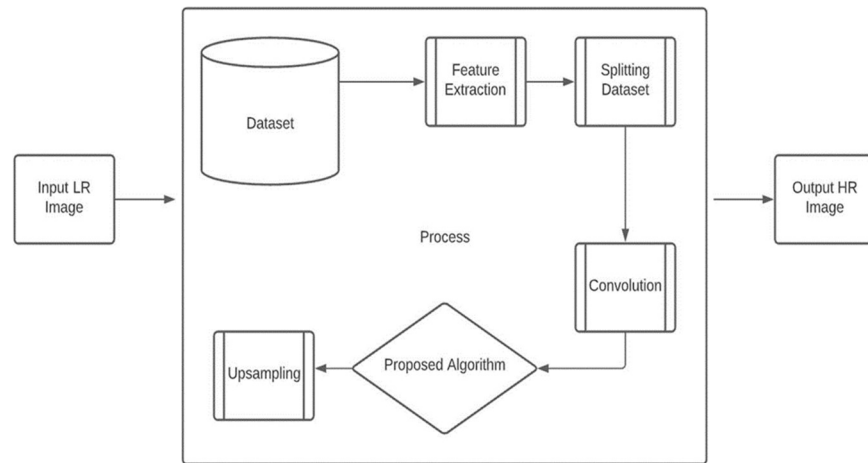 Feature
Extraction
Splitting
Dataset
Dataset
Input LR
Image
Output HR
Image
Process
Convolution
Proposed Algorithm
Upsampling